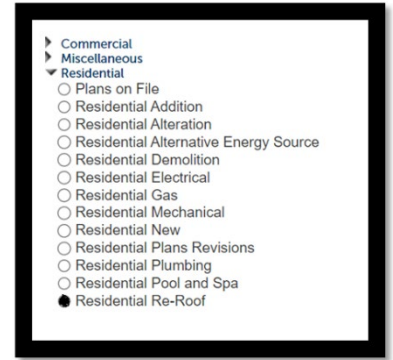 Commercial
Miscellaneous
Residential
Plans on File
Residential Addition
Residential Alteration
Residential Alternative Energy Source
Residential Demolition
Residential Electrical
Residential Gas
Residential Mechanical
Residential New
Residential Plans Revisions
Residential Plumbing
Residential Pool and Spa
Residential Re-Roof